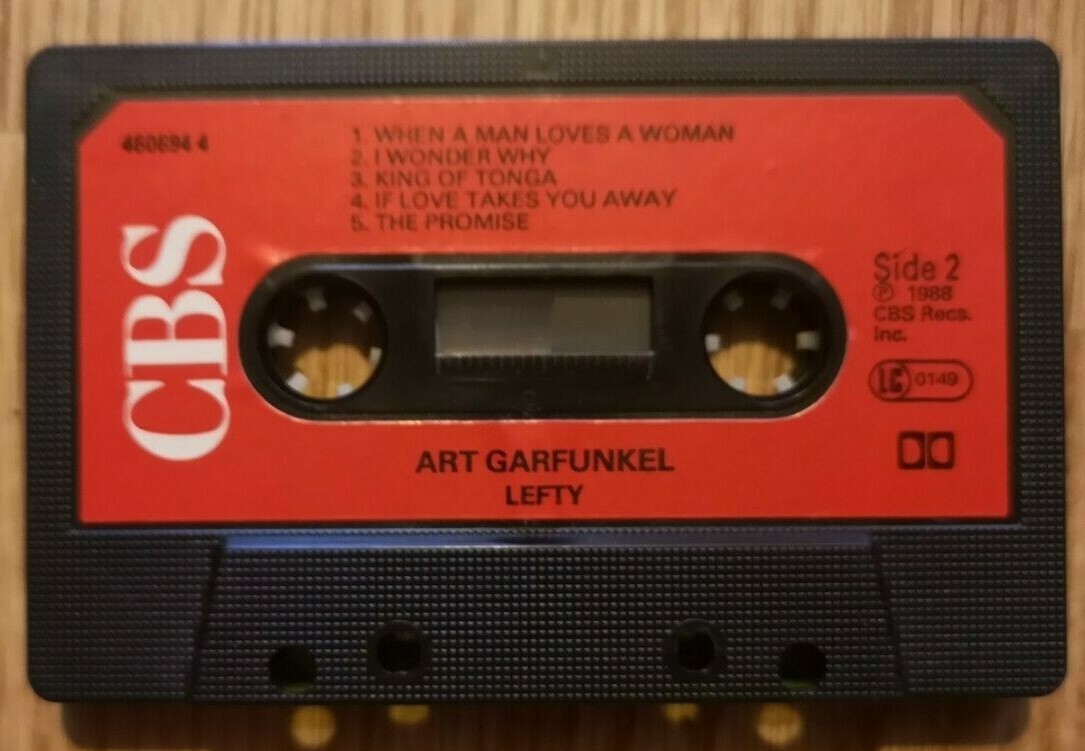 460694 4
1. WHEN A MAN LOVES A WOMAN
2. I WONDER WHY
3. KING OF TONGA
4. IF LOVE TAKES YOU AWAY
5. THE PROMISE
CBS
Side 2
Ⓟ 1988
CBS Recs.
Inc.
LC 0149
ART GARFUNKEL
LEFTY